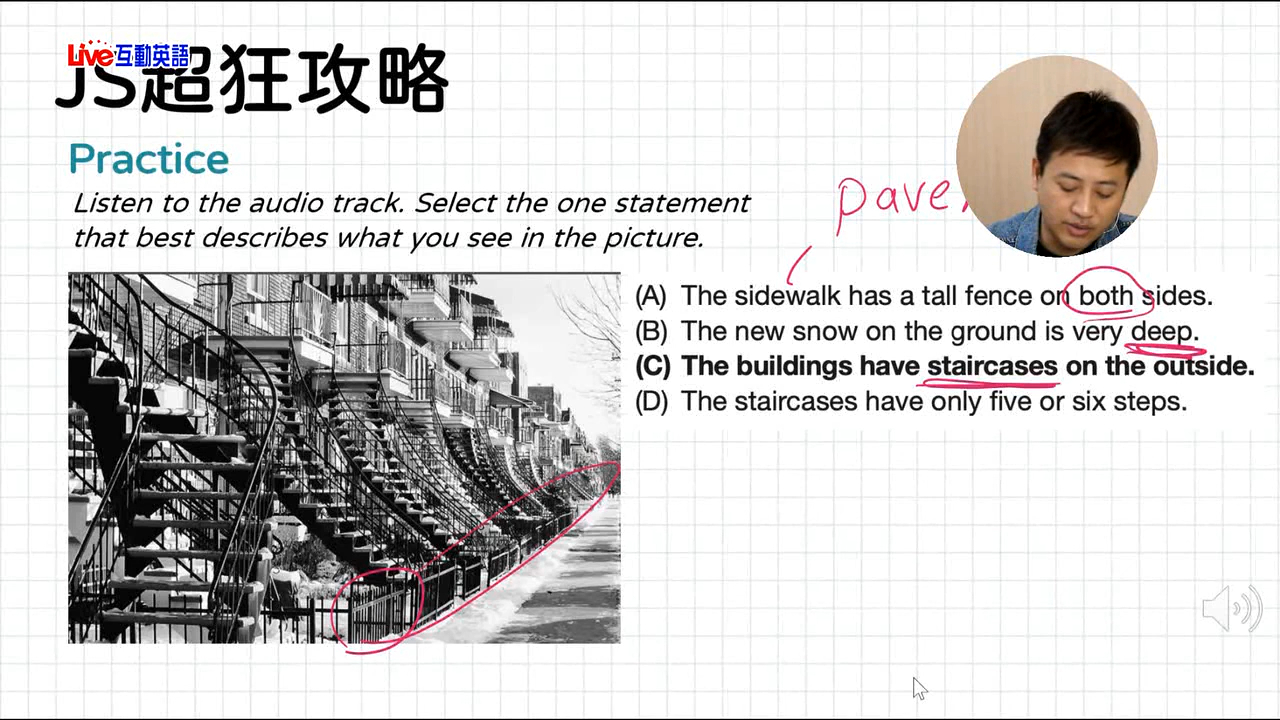 Live互動英語
JS超狂攻略
Practice
Listen to the audio track. Select the one statement
that best describes what you see in the picture.
pave
(A) The sidewalk has a tall fence on both sides.
(B) The new snow on the ground is very deep.
(C) The buildings have staircases on the outside.
(D) The staircases have only five or six steps.